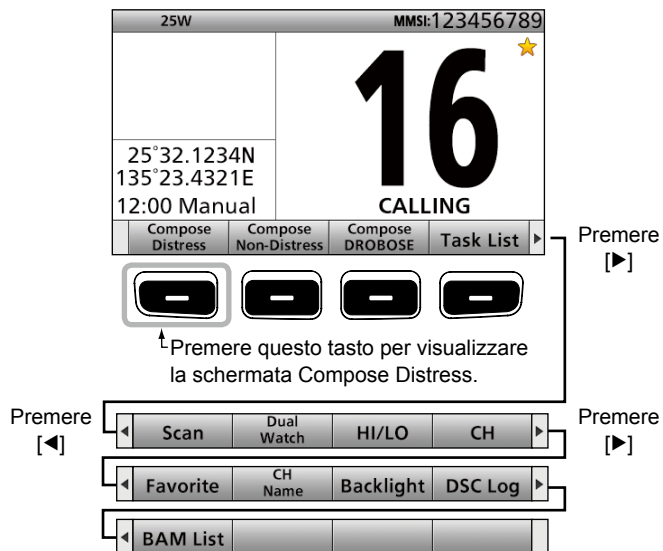 25W MMSI:123456789
16
25°32.1234N
135°23.4321E
12:00 Manual CALLING
Compose Distress Compose Non-Distress Compose DROBOSE Task List ▶
Premere [▶]
Premere questo tasto per visualizzare
la schermata Compose Distress.
Premere [◀]
Premere [▶]
◀ Scan Dual Watch HI/LO CH ▶
◀ Favorite CH Name Backlight DSC Log ▶
◀ BAM List